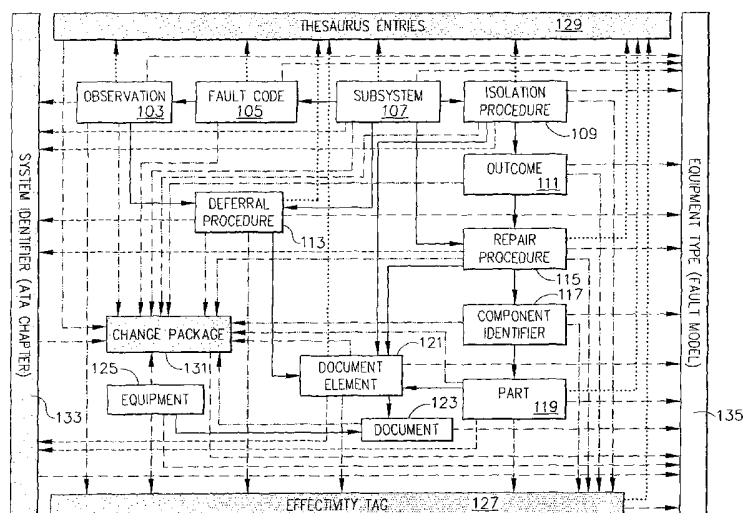 THESAURUS ENTRIES 129
OBSERVATION
103
FAULT CODE
105
SUBSYSTEM
107
ISOLATION
PROCEDURE
109
OUTCOME
111
DEFERRAL
PROCEDURE
113
REPAIR
PROCEDURE
115
117
COMPONENT
IDENTIFIER
CHANGE PACKAGE
131
121
DOCUMENT
ELEMENT
125
EQUIPMENT
123
DOCUMENT
PART
119
EFFECTIVITY TAG 127
SYSTEM IDENTIFIER (ATA CHAPTER)
133
EQUIPMENT TYPE (FAULT MODEL)
135